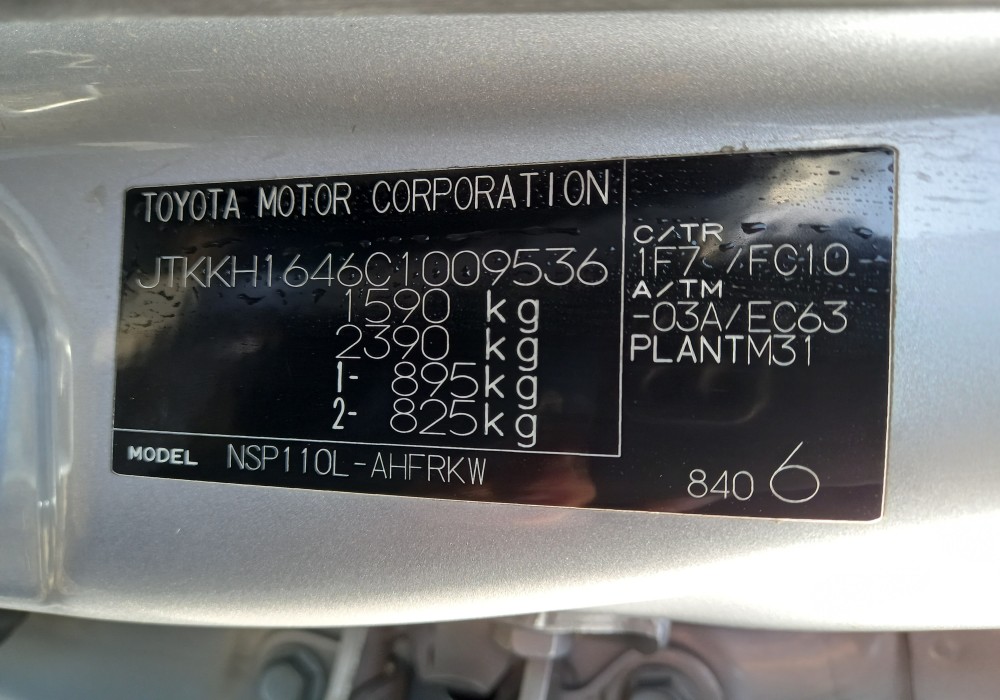 TOYOTA MOTOR CORPORATION
JTKKH1646C1009536
1590 kg
2390 kg
1- 895kg
2- 825kg
MODEL NSP110L-AHFRKW
C/TR
1F7 /FC10
A/TM
-03A/EC63
PLANTM31
840 6